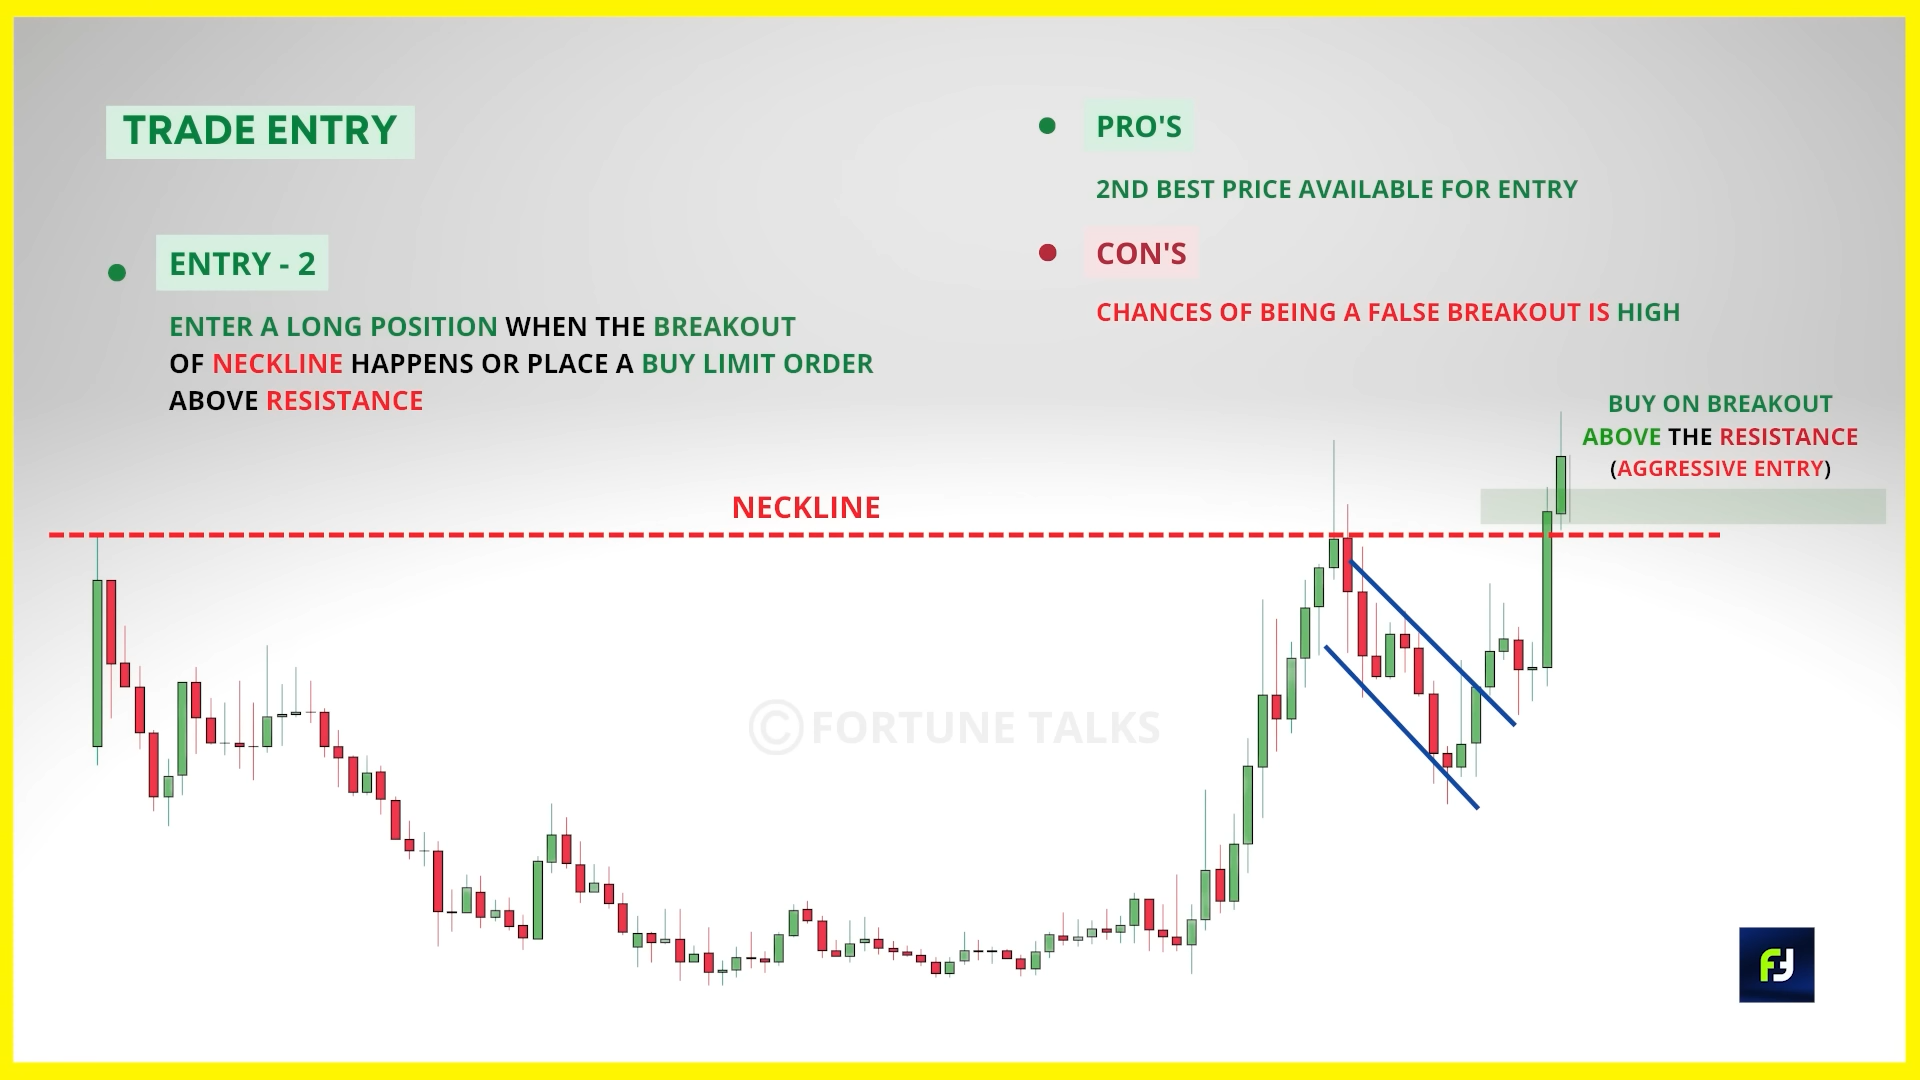 TRADE ENTRY
ENTRY - 2
ENTER A LONG POSITION WHEN THE BREAKOUT
OF NECKLINE HAPPENS OR PLACE A BUY LIMIT ORDER
ABOVE RESISTANCE
PRO'S
2ND BEST PRICE AVAILABLE FOR ENTRY
CON'S
CHANCES OF BEING A FALSE BREAKOUT IS HIGH
BUY ON BREAKOUT
ABOVE THE RESISTANCE
(AGGRESSIVE ENTRY)
NECKLINE
© FORTUNE TALKS